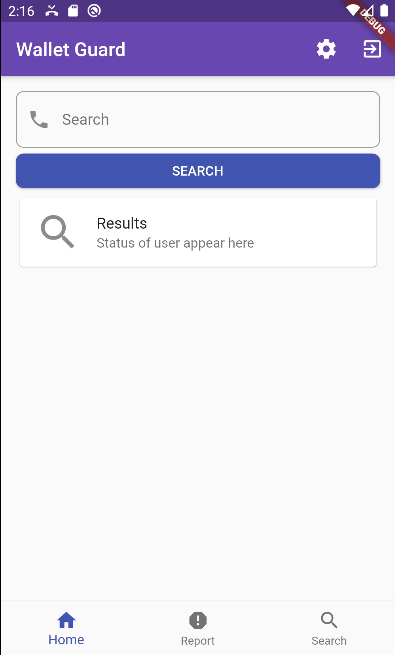 2:16
DEBUG
Wallet Guard
Search
SEARCH
Results
Status of user appear here
Home
Report
Search